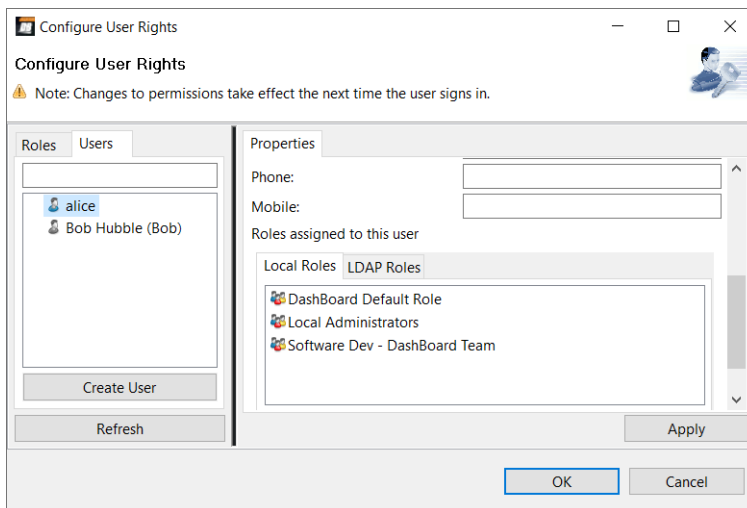 Configure User Rights
Configure User Rights
Note: Changes to permissions take effect the next time the user signs in.
Roles
Users
alice
Bob Hubble (Bob)
Create User
Refresh
Properties
Phone:
Mobile:
Roles assigned to this user
Local Roles
LDAP Roles
DashBoard Default Role
Local Administrators
Software Dev - DashBoard Team
Apply
OK
Cancel